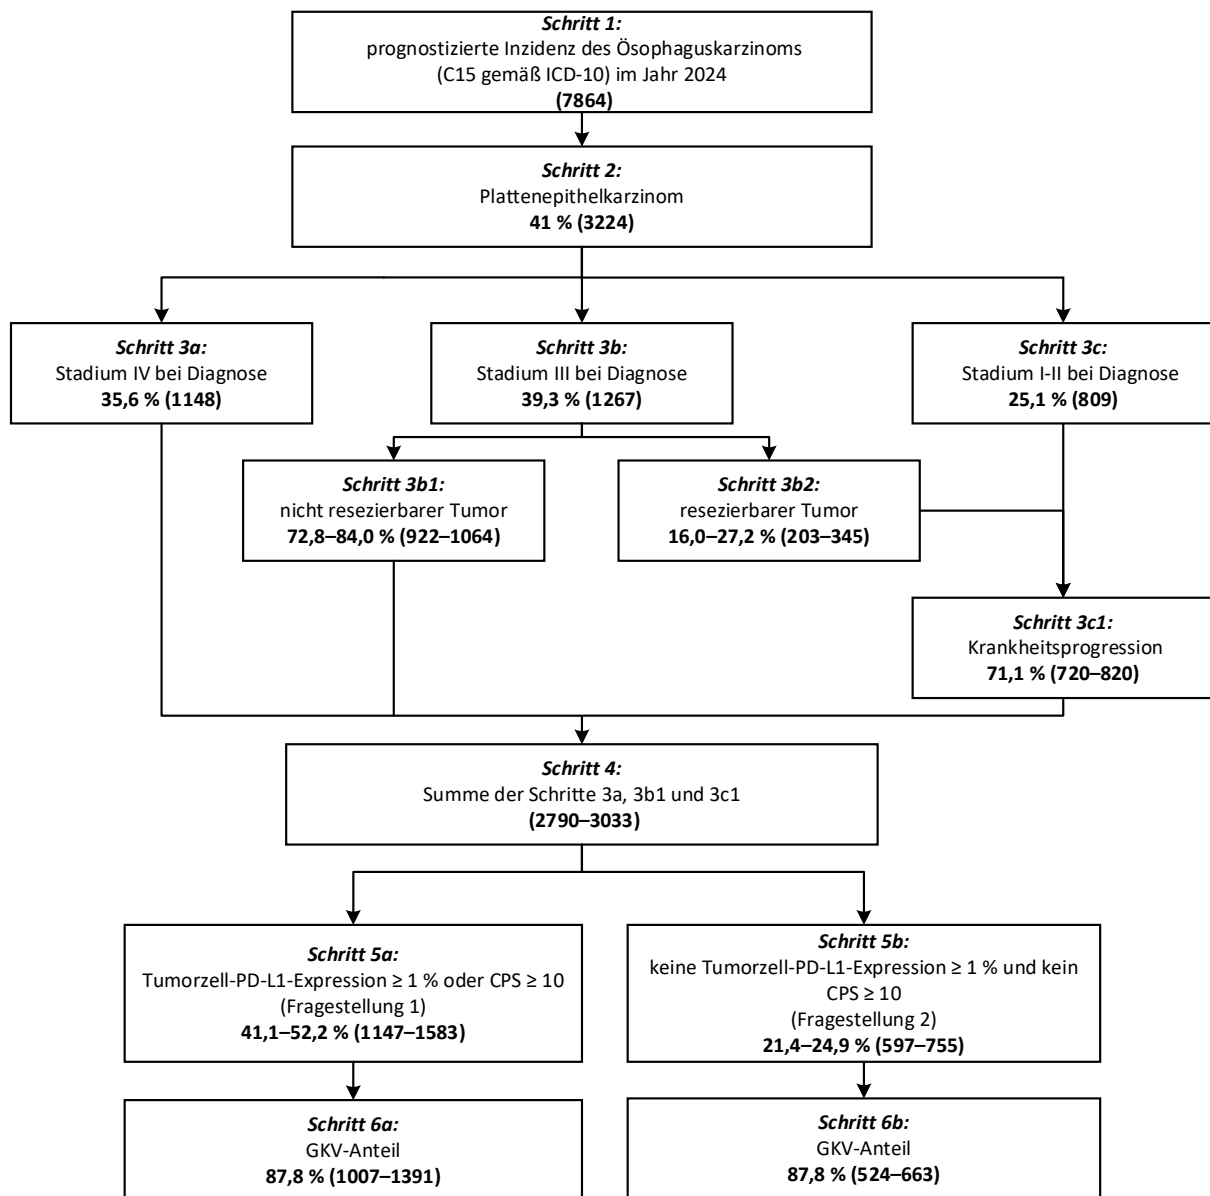 Schritt 1:
prognostizierte Inzidenz des Ösophaguskarzinoms
(C15 gemäß ICD-10) im Jahr 2024
(7864)
Schritt 2:
Plattenepithelkarzinom
41 % (3224)
Schritt 3a:
Stadium IV bei Diagnose
35,6 % (1148)
Schritt 3b:
Stadium III bei Diagnose
39,3 % (1267)
Schritt 3c:
Stadium I-II bei Diagnose
25,1 % (809)
Schritt 3b1:
nicht resezierbarer Tumor
72,8–84,0 % (922–1064)
Schritt 3b2:
resezierbarer Tumor
16,0–27,2 % (203–345)
Schritt 3c1:
Krankheitsprogression
71,1 % (720–820)
Schritt 4:
Summe der Schritte 3a, 3b1 und 3c1
(2790–3033)
Schritt 5a:
Tumorzell-PD-L1-Expression ≥ 1 % oder CPS ≥ 10
(Fragestellung 1)
41,1–52,2 % (1147–1583)
Schritt 5b:
keine Tumorzell-PD-L1-Expression ≥ 1 % und kein
CPS ≥ 10
(Fragestellung 2)
21,4–24,9 % (597–755)
Schritt 6a:
GKV-Anteil
87,8 % (1007–1391)
Schritt 6b:
GKV-Anteil
87,8 % (524–663)